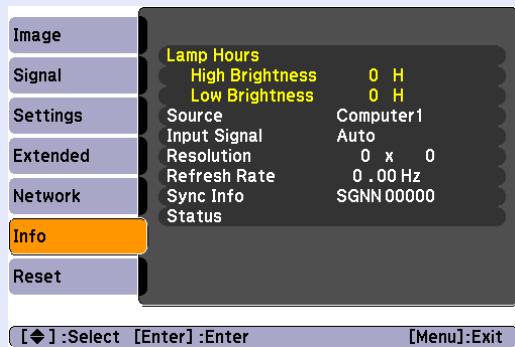 Image
Signal
Settings
Extended
Network
Info
Reset
Lamp Hours
High Brightness 0 H
Low Brightness 0 H
Source Computer1
Input Signal Auto
Resolution 0 x 0
Refresh Rate 0.00 Hz
Sync Info SGNN 00000
Status
[◆] :Select [Enter] :Enter [Menu]:Exit